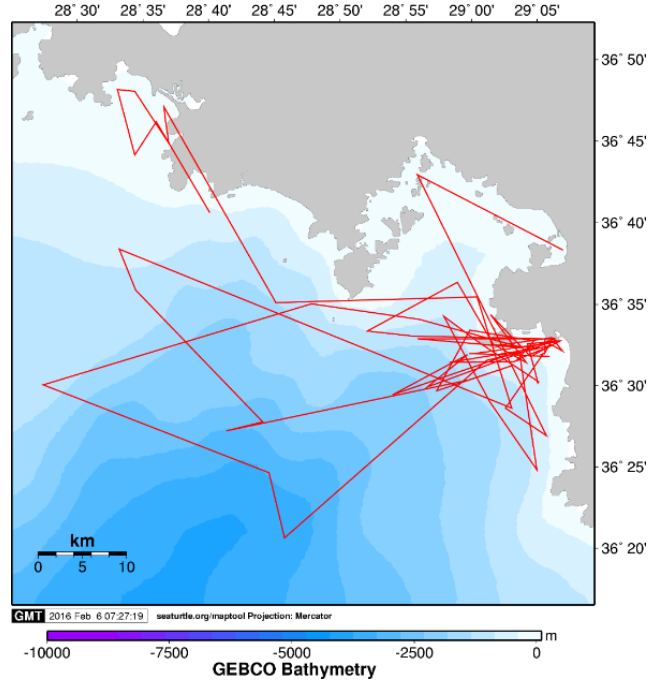 28˚ 30' 28˚ 35' 28˚ 40' 28˚ 45' 28˚ 50' 28˚ 55' 29˚ 00' 29˚ 05'
36˚ 50'
36˚ 45'
36˚ 40'
36˚ 35'
36˚ 30'
36˚ 25'
36˚ 20'
km
0 5 10
GMT 2016 Feb 6 07:27:19 seaturtle.org/maptool Projection: Mercator
m
-10000 -7500 -5000 -2500 0
GEBCO Bathymetry